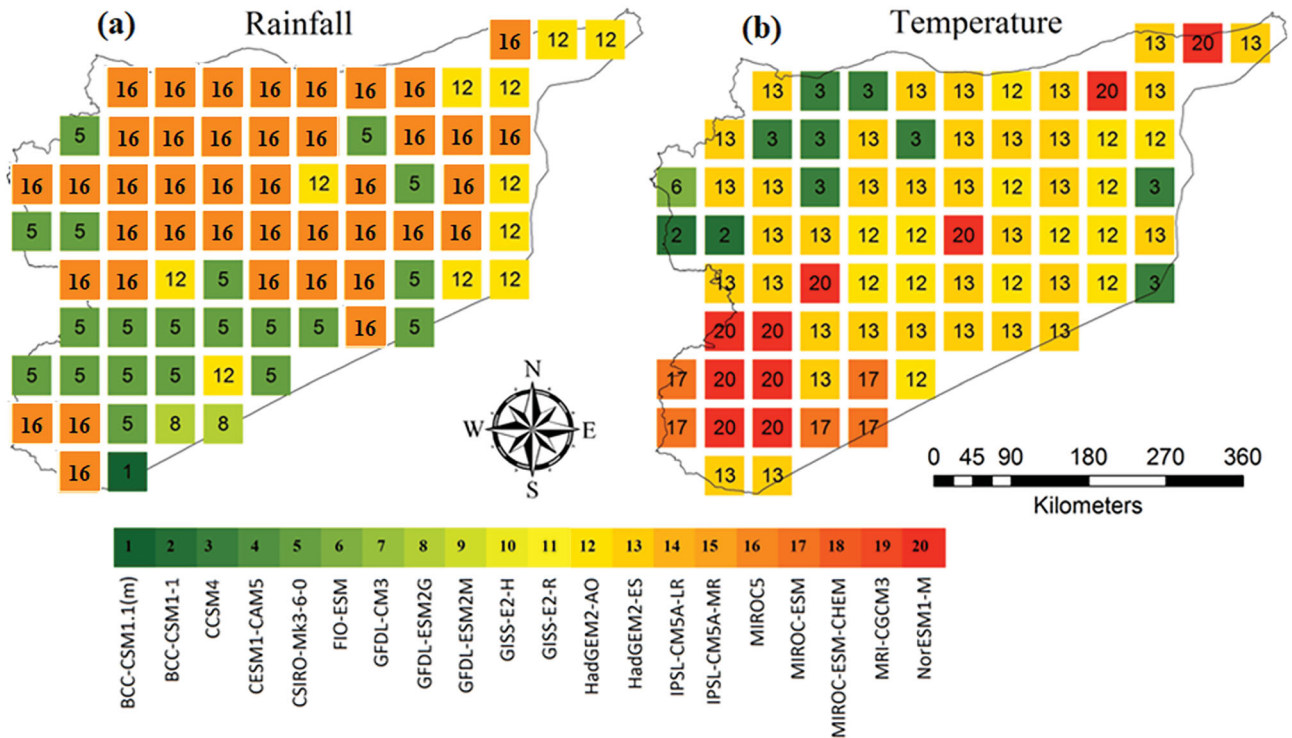 (a) Rainfall
16 12 12
16 16 16 16 16 16 16 12 12
5 16 16 16 16 16 5 16 16 16
16 16 16 16 16 16 12 16 5 16 12
5 5 16 16 16 16 16 16 16 16 12
16 16 12 5 16 16 16 5 12 12
5 5 5 5 5 5 16 5
5 5 5 5 12 5
16 16 5 8 8
16 1
(b) Temperature
13 20 13
13 3 3 13 13 12 13 20 13
13 3 3 13 3 13 13 13 12 12
6 13 13 3 13 13 13 12 13 12 3
2 2 13 13 12 12 20 13 12 12 13
13 13 20 12 12 12 13 13 12 3
20 20 13 13 13 13 13 13
17 20 20 13 17 12
17 20 20 17 17
13 13
N
W E
S
0 45 90 180 270 360
Kilometers
1 2 3 4 5 6 7 8 9 10 11 12 13 14 15 16 17 18 19 20
BCC-CSM1.1(m)
BCC-CSM1-1
CCSM4
CESM1-CAM5
CSIRO-Mk3-6-0
FIO-ESM
GFDL-CM3
GFDL-ESM2G
GFDL-ESM2M
GISS-E2-H
GISS-E2-R
HadGEM2-AO
HadGEM2-ES
IPSL-CM5A-LR
IPSL-CM5A-MR
MIROC5
MIROC-ESM
MIROC-ESM-CHEM
MRI-CGCM3
NorESM1-M